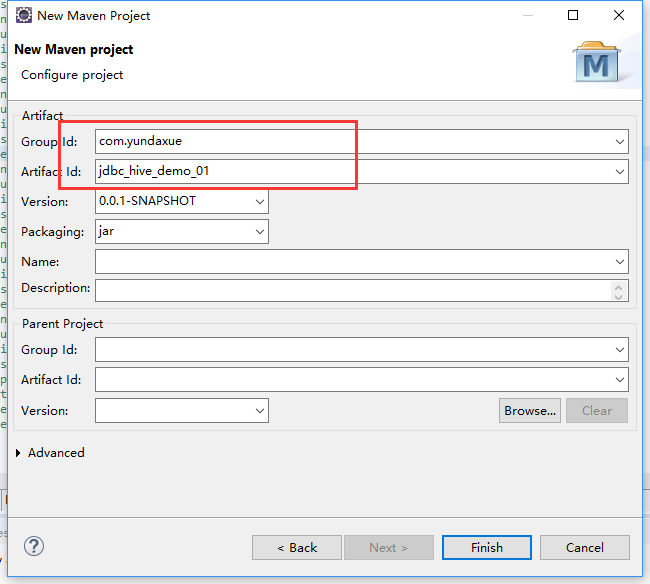 New Maven Project
New Maven project
Configure project
M
Artifact
Group Id: com.yundaxue
Artifact Id: jdbc_hive_demo_01
Version: 0.0.1-SNAPSHOT
Packaging: jar
Name:
Description:
Parent Project
Group Id:
Artifact Id:
Version: Browse... Clear
Advanced
? < Back Next > Finish Cancel